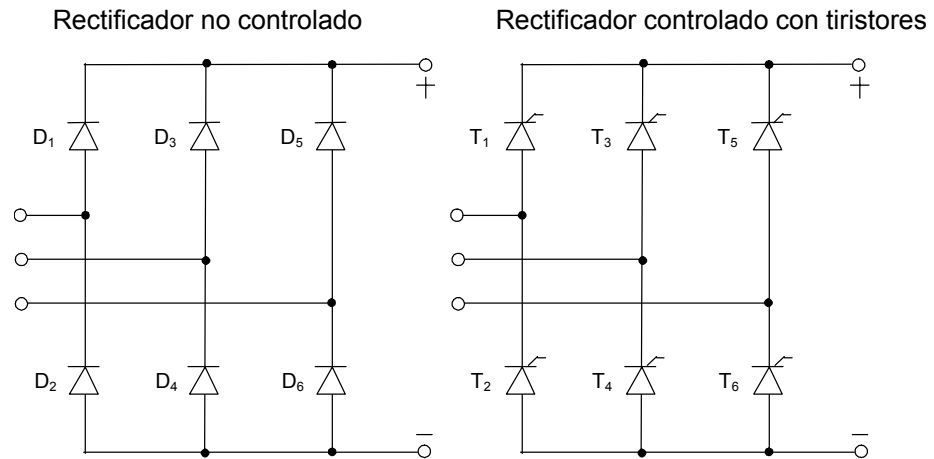 Rectificador no controlado
Rectificador controlado con tiristores
+
+
D₁
D₃
D₅
T₁
T₃
T₅
D₂
D₄
D₆
T₂
T₄
T₆
−
−